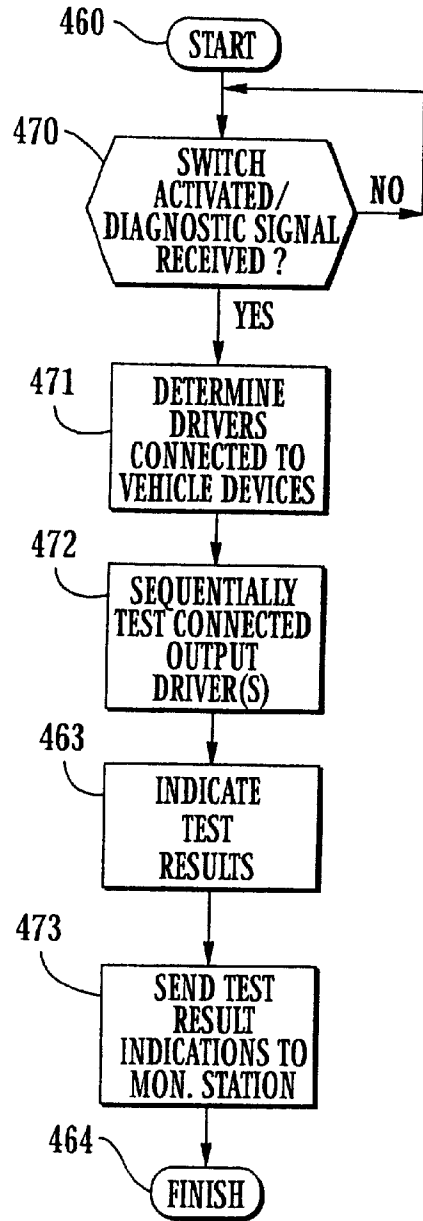 460
START
470
SWITCH
ACTIVATED/
DIAGNOSTIC SIGNAL
RECEIVED ?
NO
YES
471
DETERMINE
DRIVERS
CONNECTED TO
VEHICLE DEVICES
472
SEQUENTIALLY
TEST CONNECTED
OUTPUT
DRIVER(S)
463
INDICATE
TEST
RESULTS
473
SEND TEST
RESULT
INDICATIONS TO
MON. STATION
464
FINISH